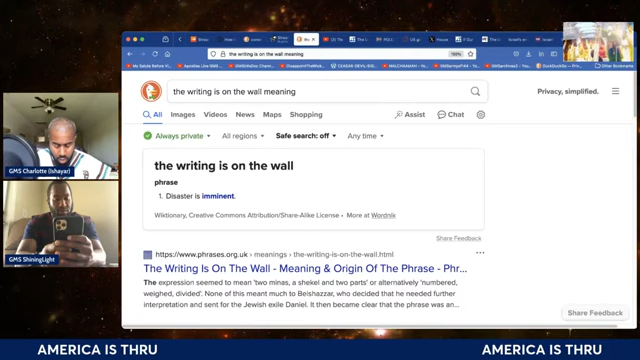 the writing is on the wall meaning
150%
Other Bookmarks
the writing is on the wall meaning
Privacy, simplified.
All Images Videos News Maps Shopping Assist Chat
Always private All regions Safe search: off Any time
the writing is on the wall
phrase
1. Disaster is imminent.
Wiktionary, Creative Commons Attribution/Share-Alike License • More at Wordnik
Share Feedback
https://www.phrases.org.uk › meanings › the-writing-is-on-the-wall.html
The Writing Is On The Wall - Meaning & Origin Of The Phrase - Phr...
The expression seemed to mean 'two minas, a shekel and two parts' or alternatively 'numbered,
weighed, divided'. None of this meant much to Belshazzar, who decided that he needed further
interpretation and sent for the Jewish exile Daniel. It then became clear that the phrase was an...
Share Feedback
GMS Charlotte (Ishayar)
GMS ShiningLight
AMERICA IS THRU AMERICA IS THRU